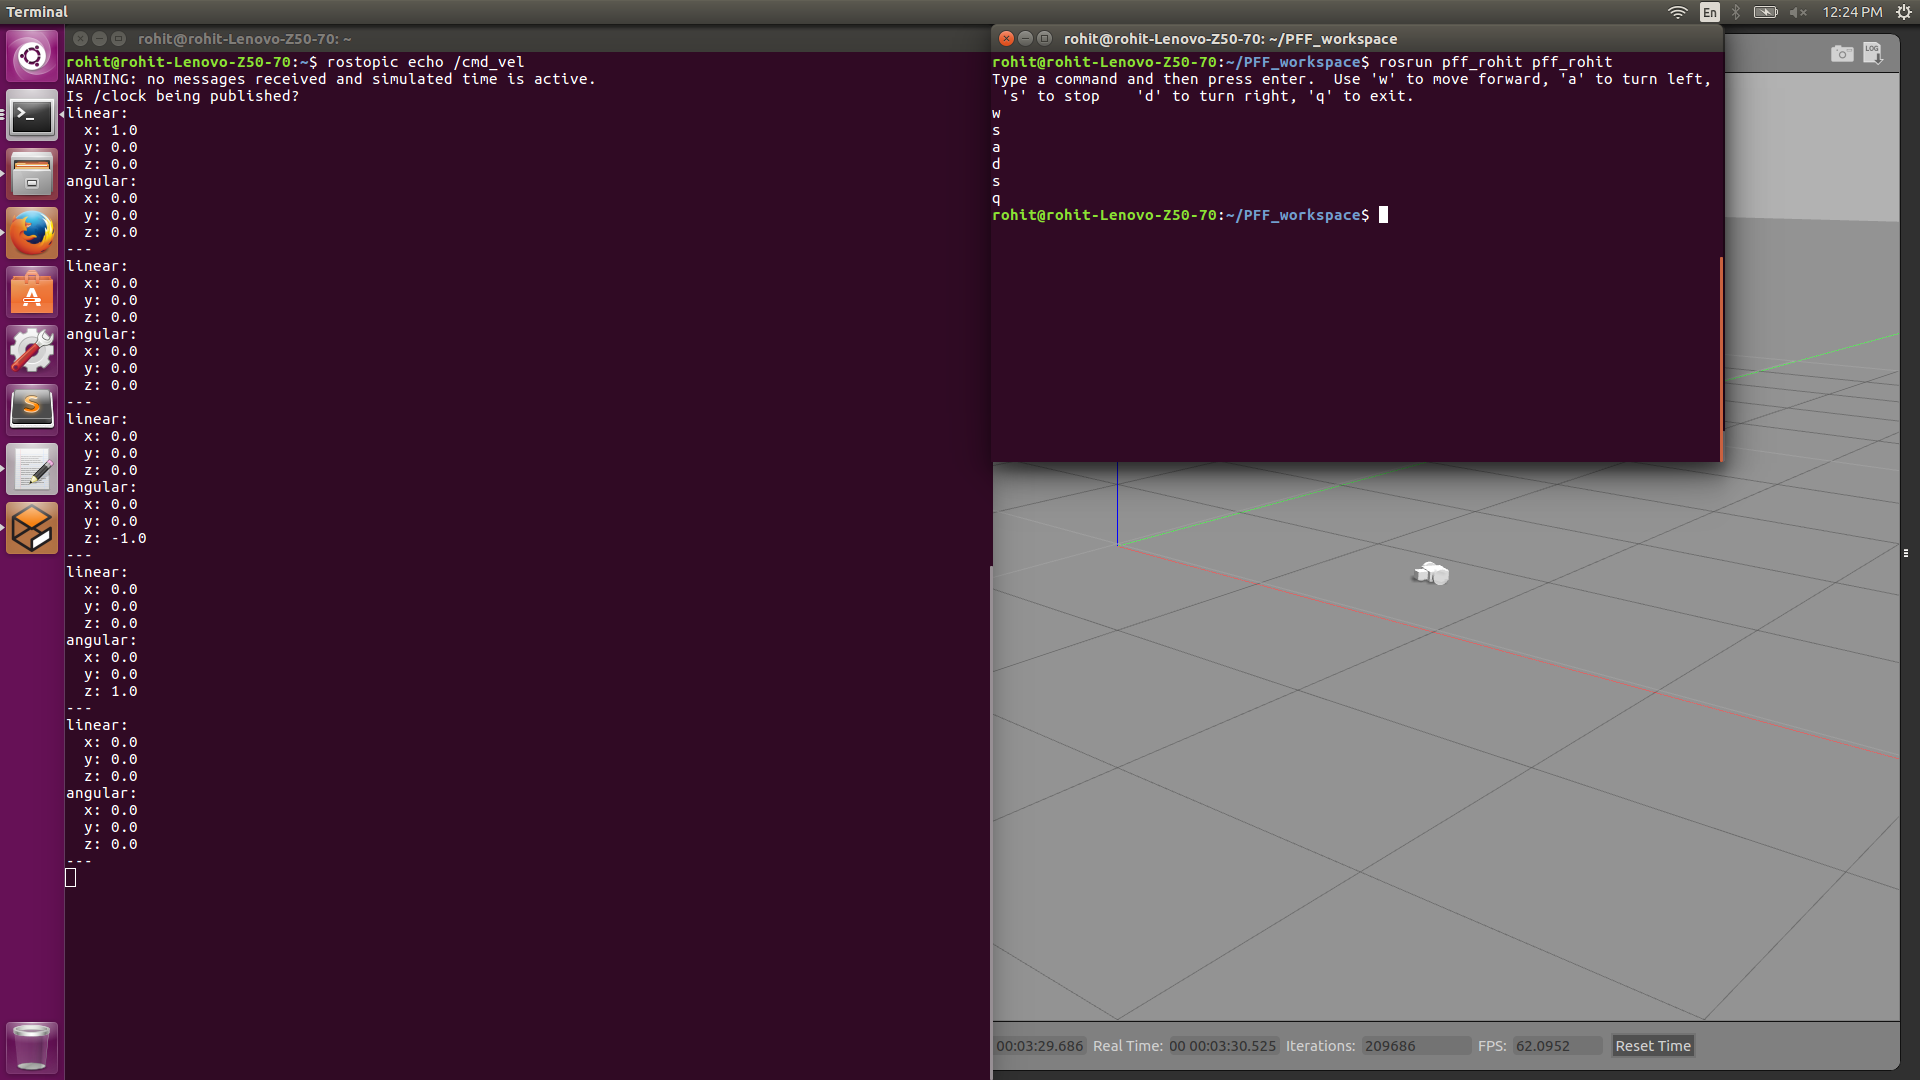 Terminal
En
12:24 PM
rohit@rohit-Lenovo-Z50-70: ~
rohit@rohit-Lenovo-Z50-70:~$ rostopic echo /cmd_vel
WARNING: no messages received and simulated time is active.
Is /clock being published?
linear:
  x: 1.0
  y: 0.0
  z: 0.0
angular:
  x: 0.0
  y: 0.0
  z: 0.0
---
linear:
  x: 0.0
  y: 0.0
  z: 0.0
angular:
  x: 0.0
  y: 0.0
  z: 0.0
---
linear:
  x: 0.0
  y: 0.0
  z: 0.0
angular:
  x: 0.0
  y: 0.0
  z: -1.0
---
linear:
  x: 0.0
  y: 0.0
  z: 0.0
angular:
  x: 0.0
  y: 0.0
  z: 1.0
---
linear:
  x: 0.0
  y: 0.0
  z: 0.0
angular:
  x: 0.0
  y: 0.0
  z: 0.0
---
rohit@rohit-Lenovo-Z50-70: ~/PFF_workspace
rohit@rohit-Lenovo-Z50-70:~/PFF_workspace$ rosrun pff_rohit pff_rohit
Type a command and then press enter.  Use 'w' to move forward, 'a' to turn left,
 's' to stop    'd' to turn right, 'q' to exit.
w
s
a
d
s
q
rohit@rohit-Lenovo-Z50-70:~/PFF_workspace$
LOG
00:03:29.686 Real Time: 00 00:03:30.525 Iterations: 209686 FPS: 62.0952 Reset Time